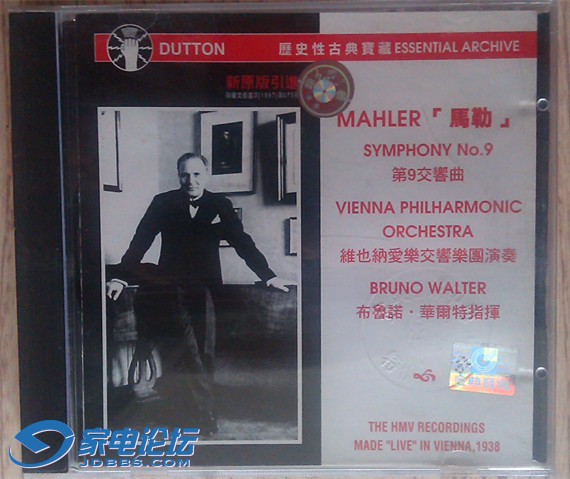 DUTTON 歷史性古典寶藏 ESSENTIAL ARCHIVE
新原版引進
MAHLER「馬勒」
SYMPHONY No.9
第9交響曲
VIENNA PHILHARMONIC
ORCHESTRA
維也納愛樂交響樂團演奏
BRUNO WALTER
布魯諾·華爾特指揮
THE HMV RECORDINGS
MADE "LIVE" IN VIENNA,1938
家电论坛
JDBBS.COM